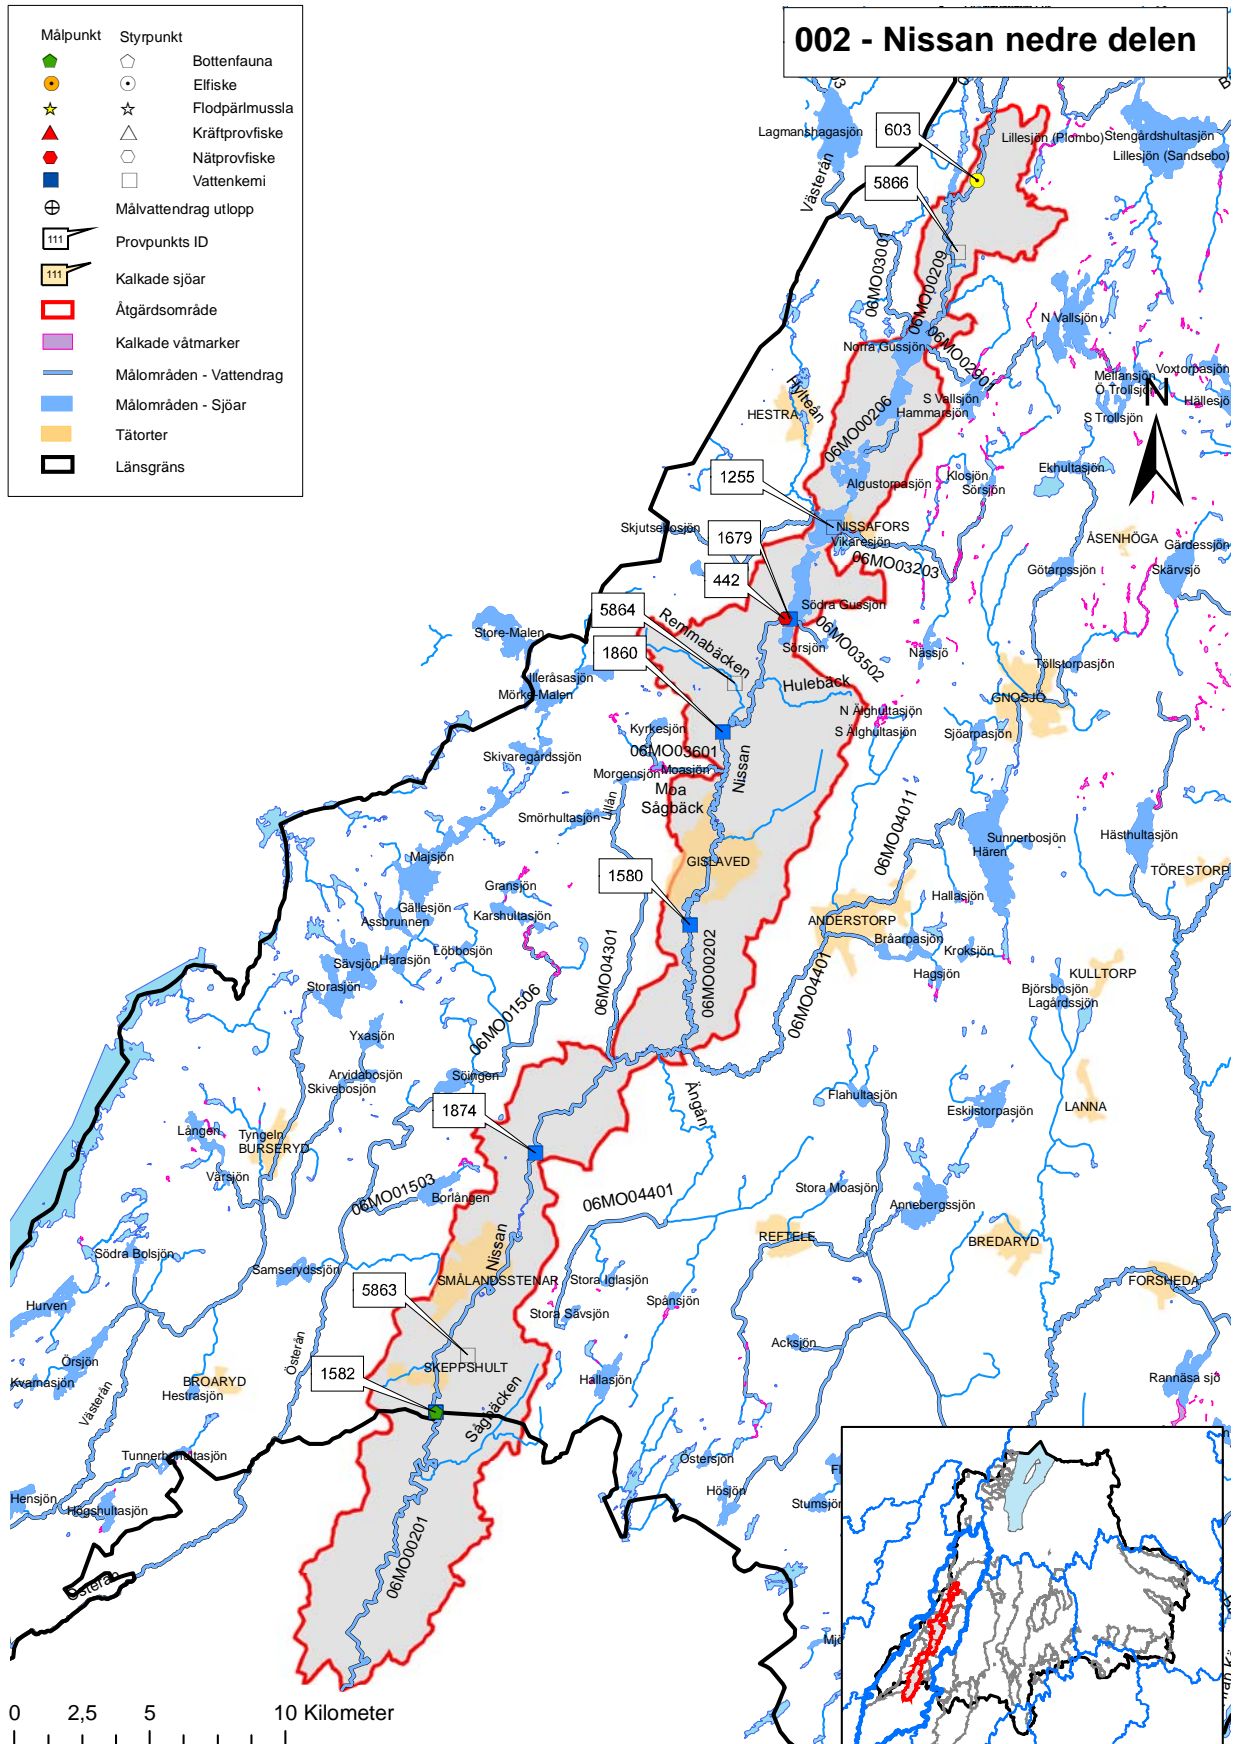 002 - Nissan nedre delen
Målpunkt
Styrpunkt
Bottenfauna
Elfiske
Flodpärlmussla
Kräftprovfiske
Nätprovfiske
Vattenkemi
Målvattendrag utlopp
111
Provpunkts ID
111
Kalkade sjöar
Åtgärdsområde
Kalkade våtmarker
Målområden - Vattendrag
Målområden - Sjöar
Tätorter
Länsgräns
Lagmanshagasjön
603
Lillesjön (Plombo)
Stengårdshultasjön
Lillesjön (Sandsebo)
5866
Västerån
06MO03001
06MO00209
N Vallsjön
Norra Gussjön
06MO02901
Mellansjön
Voxtorpasjön
Ö Trollsjön
Hällesjö
N
Hylteån
HESTRA
S Vallsjön
Hammarsjön
S Trollsjön
06MO00206
1255
Algustorpasjön
Klosjön
Sörsjön
Ekhultasjön
Skjutsebosjön
NISSAFORS
Vikaresjön
1679
06MO03203
ÅSENHÖGA
Gärdessjön
Götarpssjön
Skärvsjö
442
5864
Södra Gussjön
Remmabäcken
06MO03502
Store-Malen
1860
Sörsjön
Nässjö
Töllstorpasjön
Illeråsasjön
Mörke-Malen
Hulebäck
GNOSJÖ
N Älghultasjön
S Älghultasjön
Kyrkesjön
Sjöarpasjön
Skivaregårdssjön
06MO03601
Morgensjön
Moasjön
Nissan
Moa
Sågbäck
Lillån
Smörhultasjön
06MO04011
Sunnerbosjön
Hären
Hästhultasjön
Majsjön
GISLAVED
TÖRESTORP
1580
Gransjön
Hallasjön
Gällesjön
Karshultasjön
Assbrunnen
ANDERSTORP
Bråarpasjön
Kroksjön
Löbbosjön
Harasjön
Sävsjön
Hagsjön
KULLTORP
Storasjön
Björsbosjön
Lagårdssjön
06MO04301
06MO00202
06MO04401
06MO01506
Yxasjön
Arvidabosjön
Söingen
Skivebosjön
Ängån
Flahultasjön
Eskilstorpasjön
LANNA
1874
Lången
Tyngeln
BURSERYD
Värsjön
06MO01503
Borlången
06MO04401
Stora Moasjön
Annebergssjön
Nissan
REFTELE
BREDARYD
Södra Bolsjön
Samserydssjön
SMÅLANDSSTENAR
Stora Iglasjön
FORSHEDA
5863
Hurven
Stora Sävsjön
Spånsjön
Österån
Acksjön
Örsjön
SKEPPSHULT
1582
Kvarnasjön
BROARYD
Hestrasjön
Hallasjön
Rannäsa sjö
Västerån
Sågbäcken
Tunnerbohultasjön
Östersjön
Hösjön
Hensjön
Högshultasjön
Österån
06MO00201
0
2,5
5
10 Kilometer